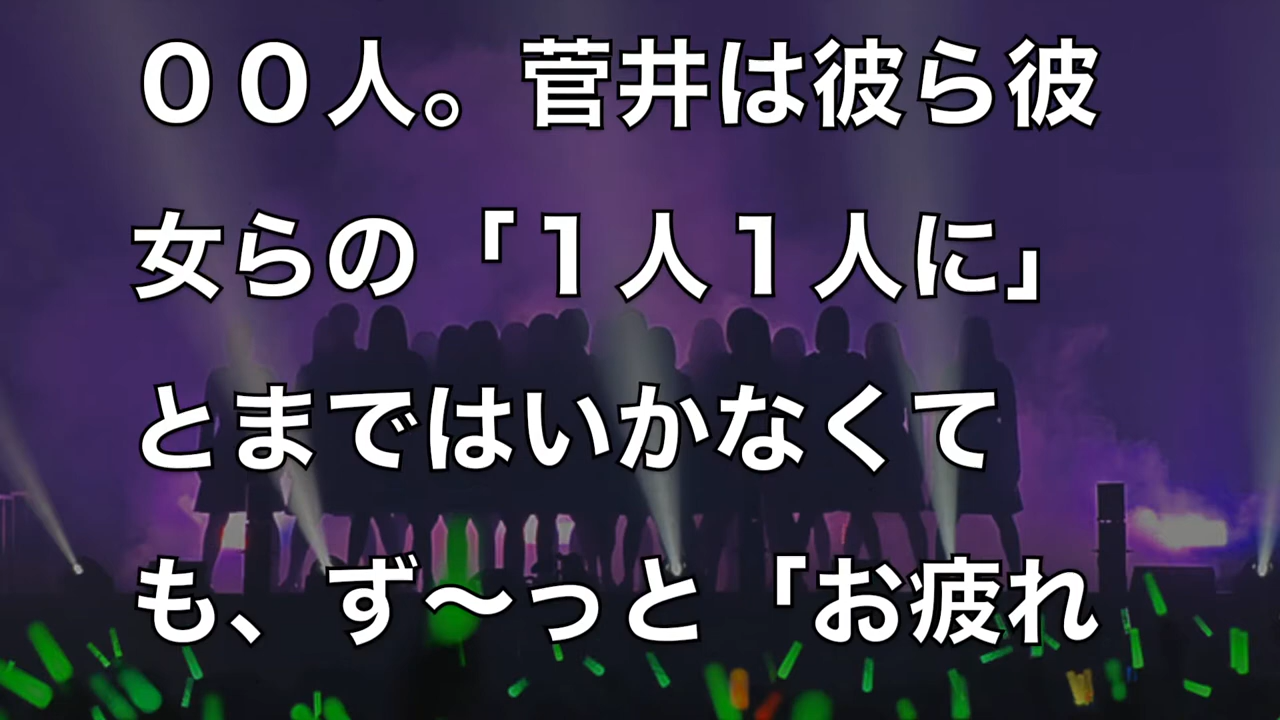 ００人。菅井は彼ら彼
女らの「１人１人に」
とまではいかなくて
も、ず〜っと「お疲れ